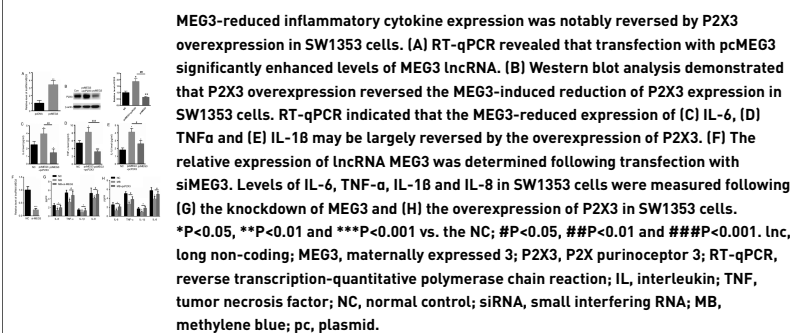 MEG3-reduced inflammatory cytokine expression was notably reversed by P2X3
overexpression in SW1353 cells. (A) RT-qPCR revealed that transfection with pcMEG3
significantly enhanced levels of MEG3 lncRNA. (B) Western blot analysis demonstrated
that P2X3 overexpression reversed the MEG3-induced reduction of P2X3 expression in
SW1353 cells. RT-qPCR indicated that the MEG3-reduced expression of (C) IL-6, (D)
TNFα and (E) IL-1ß may be largely reversed by the overexpression of P2X3. (F) The
relative expression of lncRNA MEG3 was determined following transfection with
siMEG3. Levels of IL-6, TNF-α, IL-1ß and IL-8 in SW1353 cells were measured following
(G) the knockdown of MEG3 and (H) the overexpression of P2X3 in SW1353 cells.
*P<0.05, **P<0.01 and ***P<0.001 vs. the NC; #P<0.05, ##P<0.01 and ###P<0.001. lnc,
long non-coding; MEG3, maternally expressed 3; P2X3, P2X purinoceptor 3; RT-qPCR,
reverse transcription-quantitative polymerase chain reaction; IL, interleukin; TNF,
tumor necrosis factor; NC, normal control; siRNA, small interfering RNA; MB,
methylene blue; pc, plasmid.
A
B
C
D
E
F
G
H